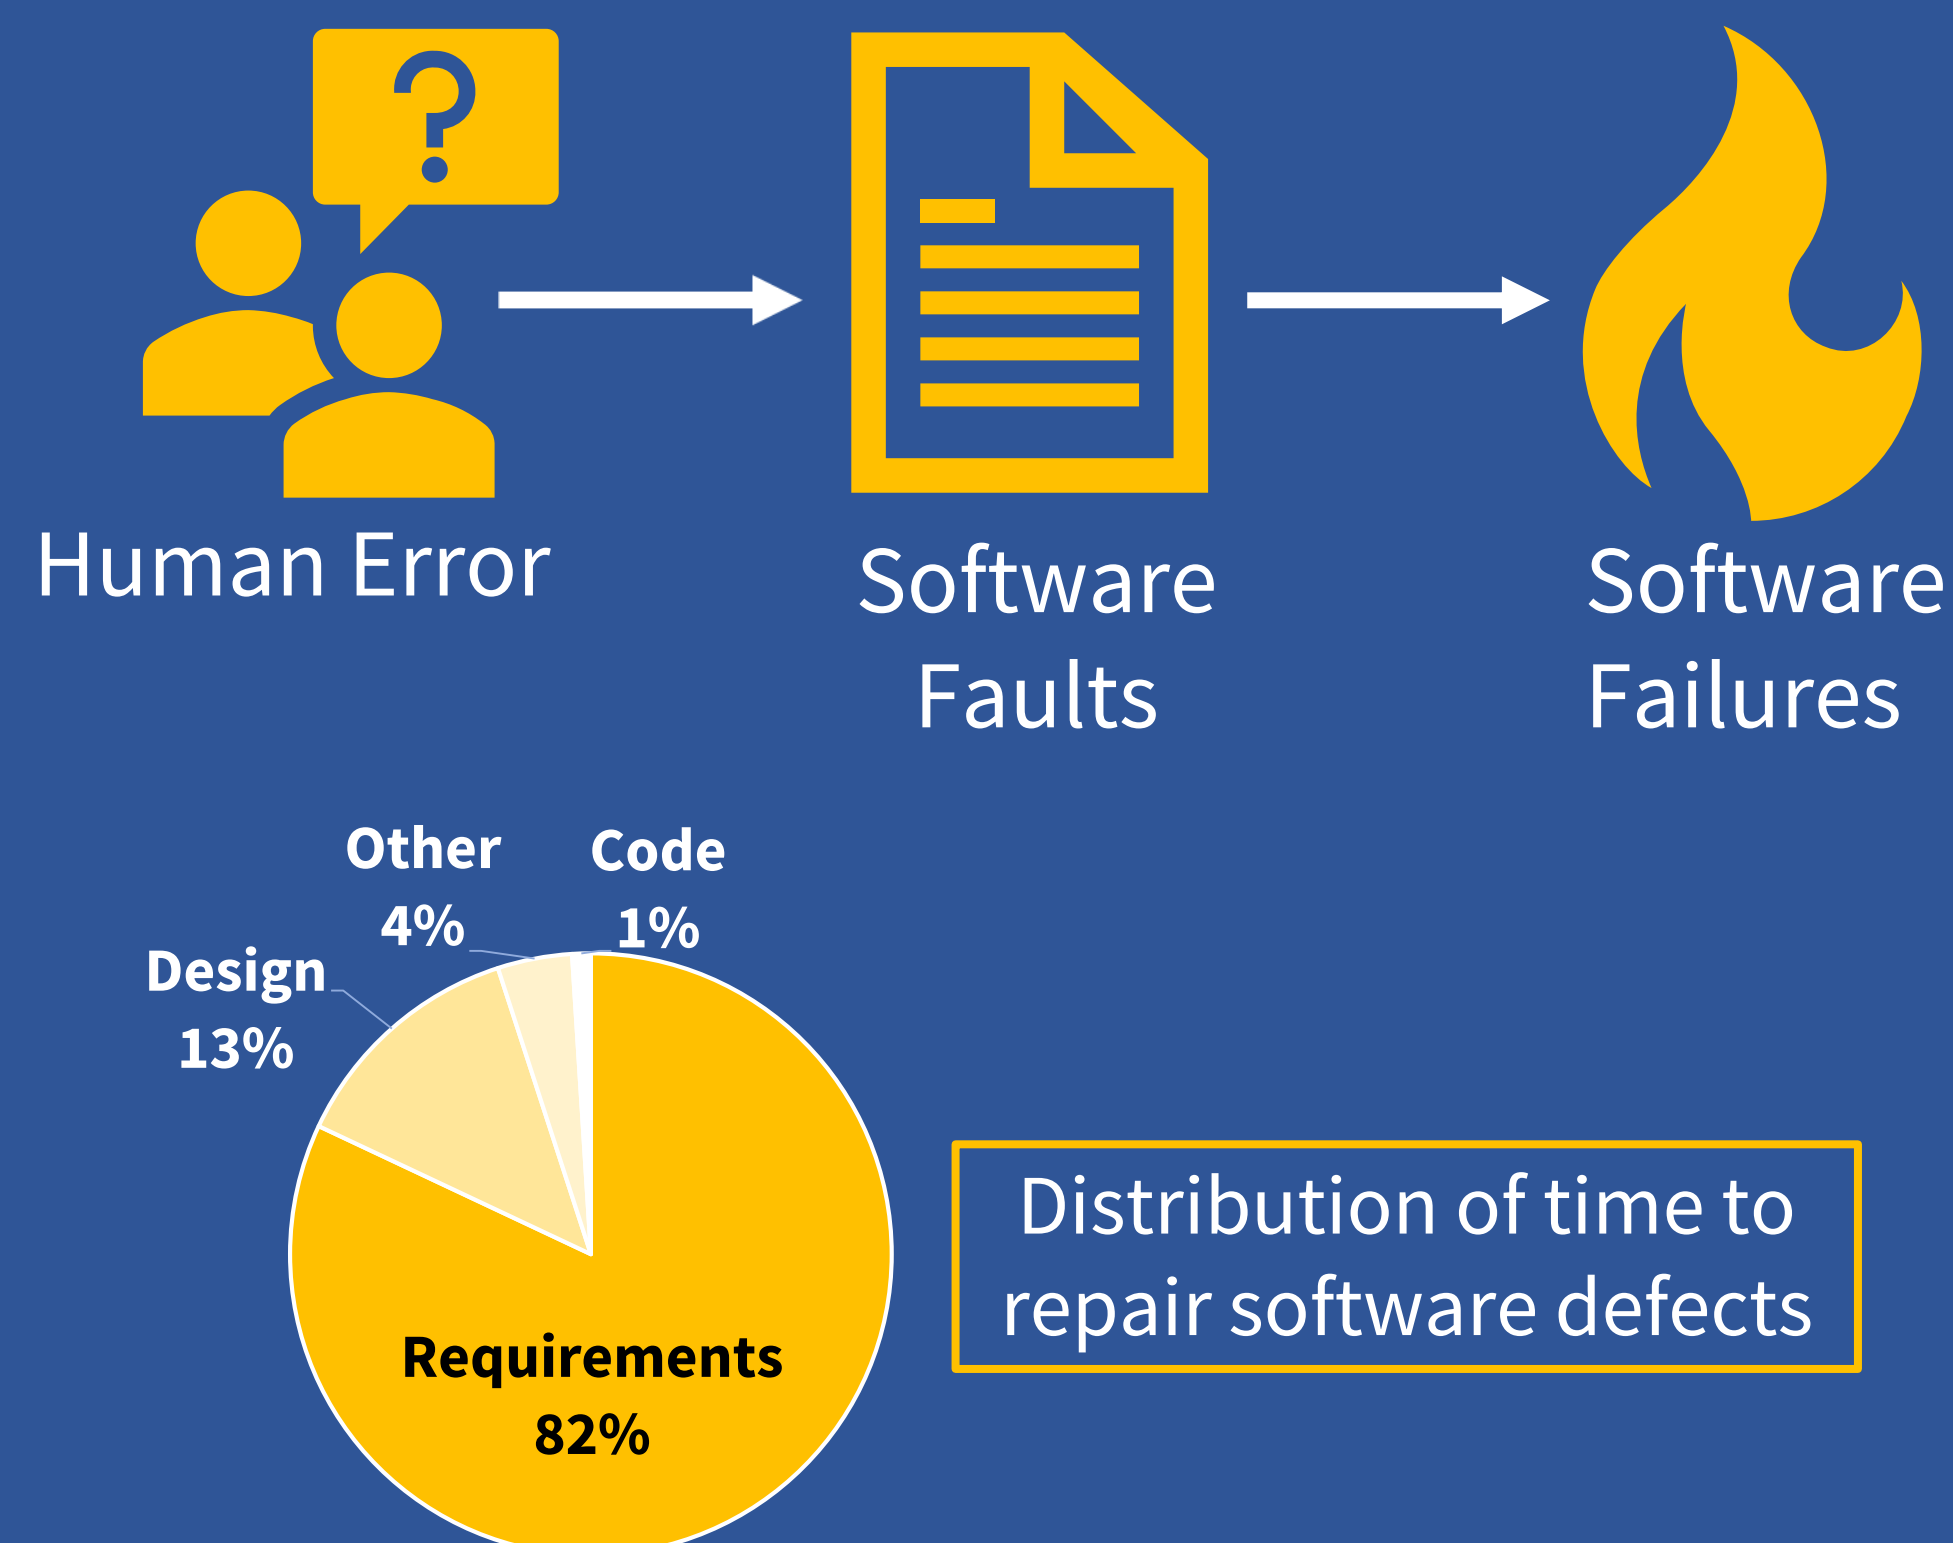 ?
Human Error
Software
Faults
Software
Failures
Other
4%
Code
1%
Design
13%
Requirements
82%
Distribution of time to
repair software defects